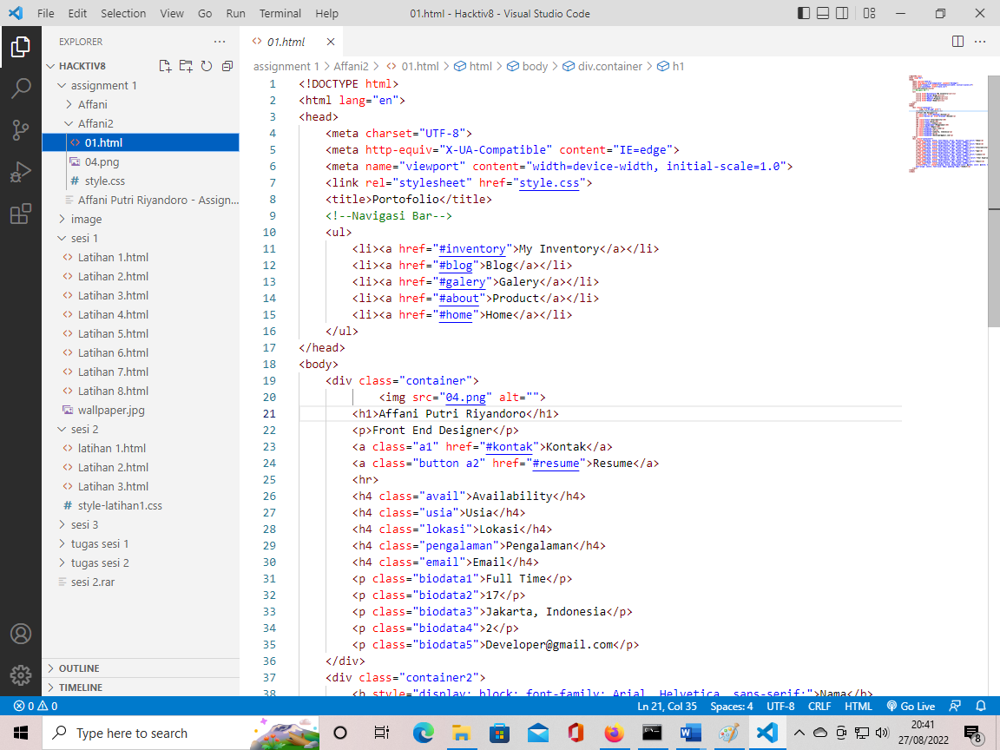 File Edit Selection View Go Run Terminal Help 01.html - Hacktiv8 - Visual Studio Code
EXPLORER
HACKTIV8
assignment 1
Affani
Affani2
01.html
04.png
style.css
Affani Putri Riyandoro - Assign...
image
sesi 1
Latihan 1.html
Latihan 2.html
Latihan 3.html
Latihan 4.html
Latihan 5.html
Latihan 6.html
Latihan 7.html
Latihan 8.html
wallpaper.jpg
sesi 2
latihan 1.html
Latihan 2.html
Latihan 3.html
style-latihan1.css
sesi 3
tugas sesi 1
tugas sesi 2
sesi 2.rar
OUTLINE
TIMELINE
01.html
assignment 1 > Affani2 > 01.html > html > body > div.container > h1
1 <!DOCTYPE html>
2 <html lang="en">
3 <head>
4 <meta charset="UTF-8">
5 <meta http-equiv="X-UA-Compatible" content="IE=edge">
6 <meta name="viewport" content="width=device-width, initial-scale=1.0">
7 <link rel="stylesheet" href="style.css">
8 <title>Portofolio</title>
9 <!--Navigasi Bar-->
10 <ul>
11 <li><a href="#inventory">My Inventory</a></li>
12 <li><a href="#blog">Blog</a></li>
13 <li><a href="#galery">Galery</a></li>
14 <li><a href="#about">Product</a></li>
15 <li><a href="#home">Home</a></li>
16 </ul>
17 </head>
18 <body>
19 <div class="container">
20 <img src="04.png" alt="">
21 <h1>Affani Putri Riyandoro</h1>
22 <p>Front End Designer</p>
23 <a class="a1" href="#kontak">Kontak</a>
24 <a class="button a2" href="#resume">Resume</a>
25 <hr>
26 <h4 class="avail">Availability</h4>
27 <h4 class="usia">Usia</h4>
28 <h4 class="lokasi">Lokasi</h4>
29 <h4 class="pengalaman">Pengalaman</h4>
30 <h4 class="email">Email</h4>
31 <p class="biodata1">Full Time</p>
32 <p class="biodata2">17</p>
33 <p class="biodata3">Jakarta, Indonesia</p>
34 <p class="biodata4">2</p>
35 <p class="biodata5">Developer@gmail.com</p>
36 </div>
37 <div class="container2">
38 <b style="display: block; font-family: Arial, Helvetica, sans-serif;">Nama</b>
0 0 Ln 21, Col 35 Spaces: 4 UTF-8 CRLF HTML Go Live
Type here to search
20:41
27/08/2022
8